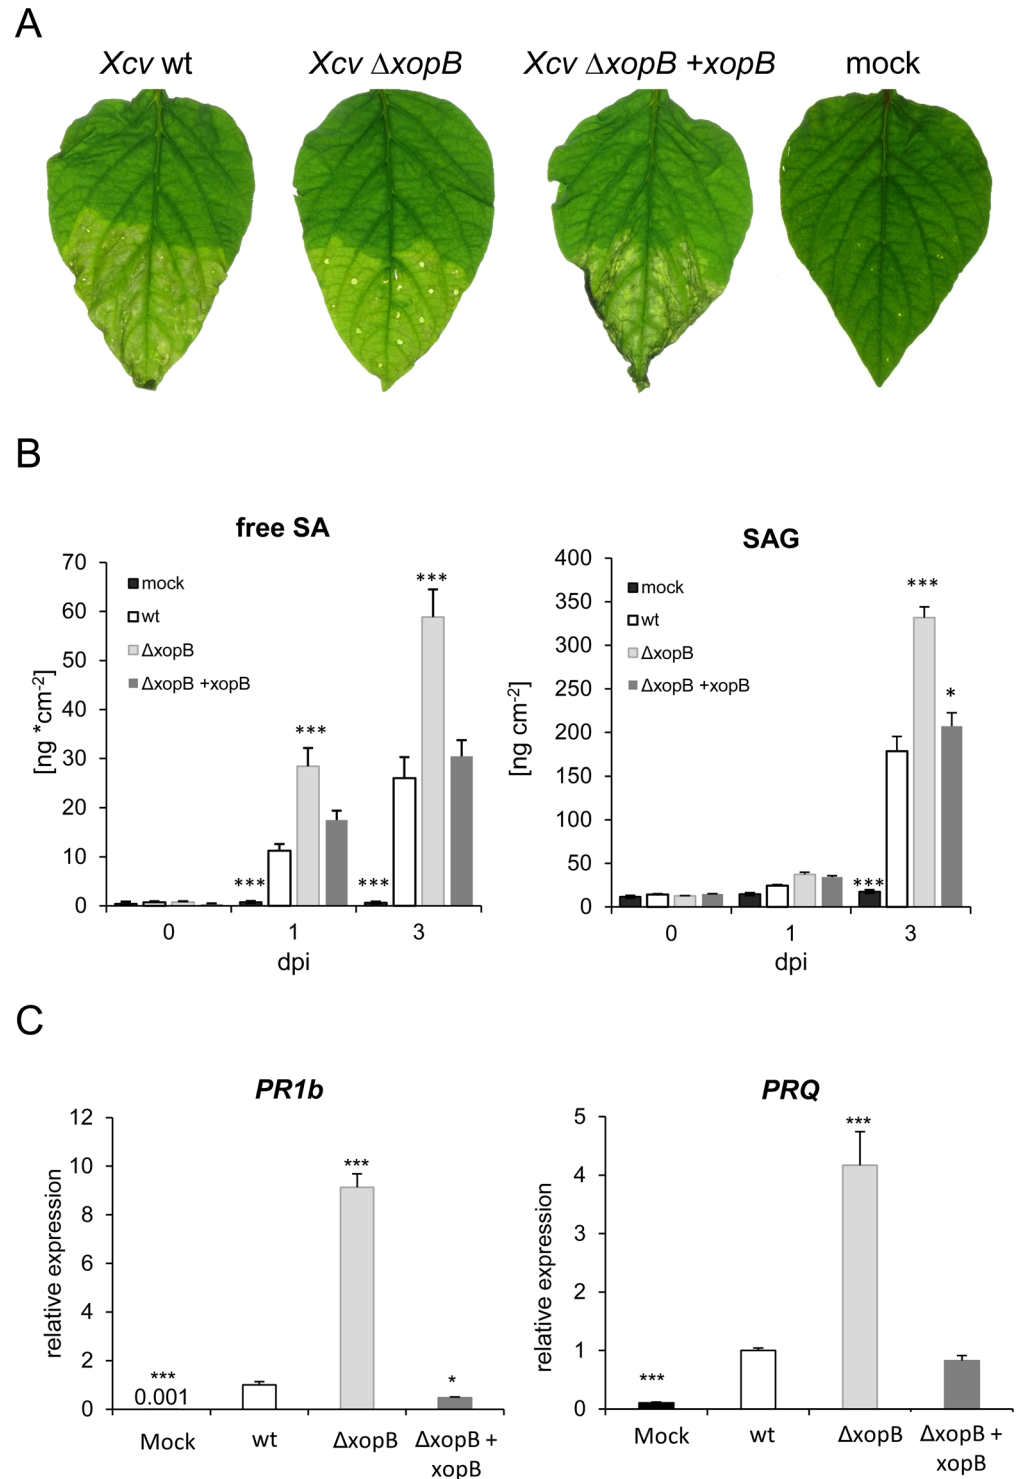 A
Xcv wt
Xcv ΔxopB
Xcv ΔxopB +xopB
mock
B
free SA
[ng *cm-2]
70
60
50
40
30
20
10
0
mock
wt
ΔxopB
ΔxopB +xopB
***
***
***
***
0 1 3
dpi
SAG
[ng cm-2]
400
350
300
250
200
150
100
50
0
mock
wt
ΔxopB
ΔxopB +xopB
***
***
*
0 1 3
dpi
C
PR1b
relative expression
12
10
8
6
4
2
0
***
0.001
***
*
Mock wt ΔxopB ΔxopB +
xopB
PRQ
relative expression
5
4
3
2
1
0
***
***
Mock wt ΔxopB ΔxopB +
xopB